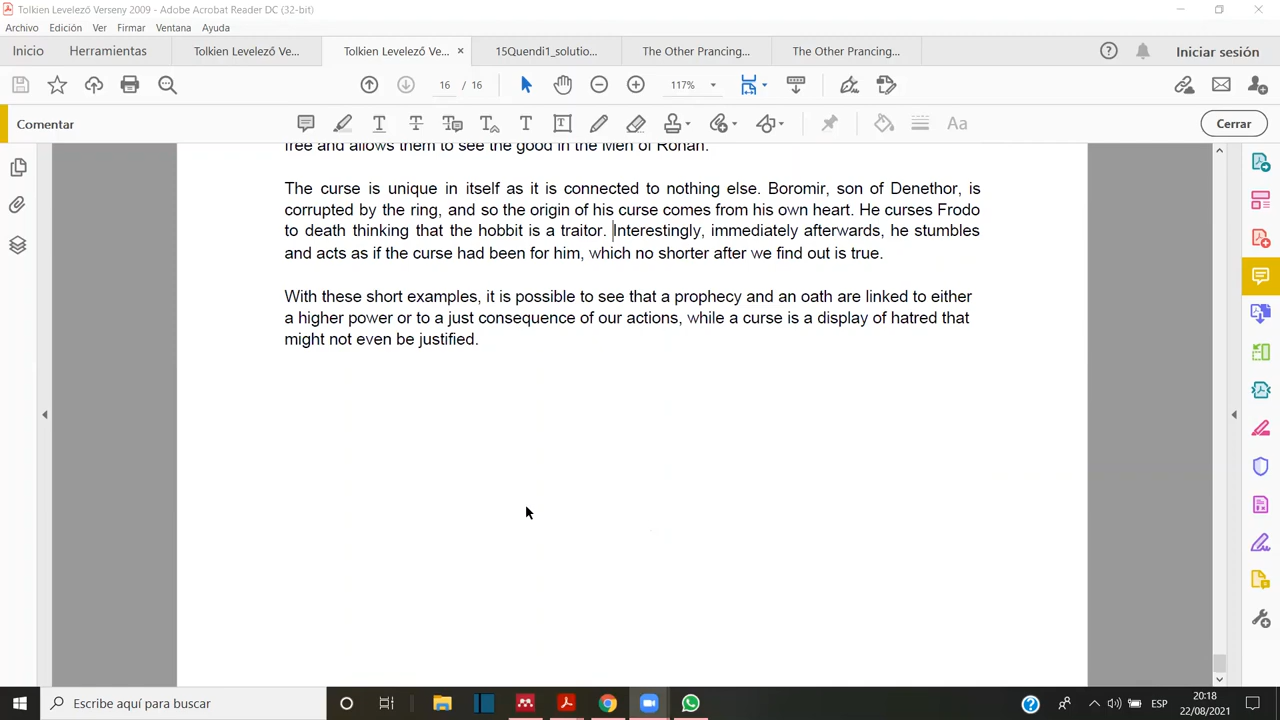 Tolkien Levelező Verseny 2009 - Adobe Acrobat Reader DC (32-bit)
Archivo Edición Ver Firmar Ventana Ayuda
Inicio Herramientas Tolkien Levelező Ve... Tolkien Levelező Ve... × 15Quendi1_solutio... The Other Prancing... The Other Prancing... Iniciar sesión
16 / 16 117%
Comentar Aa Cerrar
free and allows them to see the good in the Men of Rohan.
The curse is unique in itself as it is connected to nothing else. Boromir, son of Denethor, is
corrupted by the ring, and so the origin of his curse comes from his own heart. He curses Frodo
to death thinking that the hobbit is a traitor. Interestingly, immediately afterwards, he stumbles
and acts as if the curse had been for him, which no shorter after we find out is true.
With these short examples, it is possible to see that a prophecy and an oath are linked to either
a higher power or to a just consequence of our actions, while a curse is a display of hatred that
might not even be justified.
Escribe aquí para buscar
ESP
20:18
22/08/2021